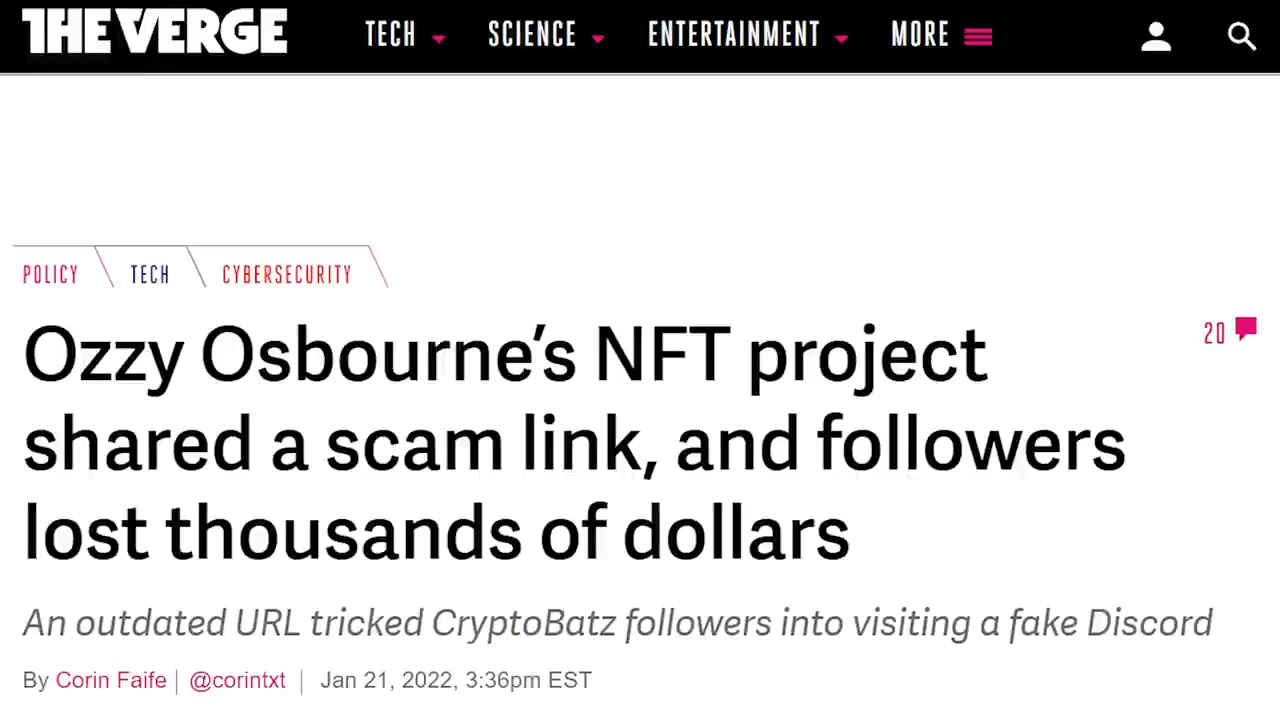 THE VERGE TECH SCIENCE ENTERTAINMENT MORE
POLICY TECH CYBERSECURITY
Ozzy Osbourne’s NFT project
20
shared a scam link, and followers
lost thousands of dollars
An outdated URL tricked CryptoBatz followers into visiting a fake Discord
By Corin Faife | @corintxt | Jan 21, 2022, 3:36pm EST